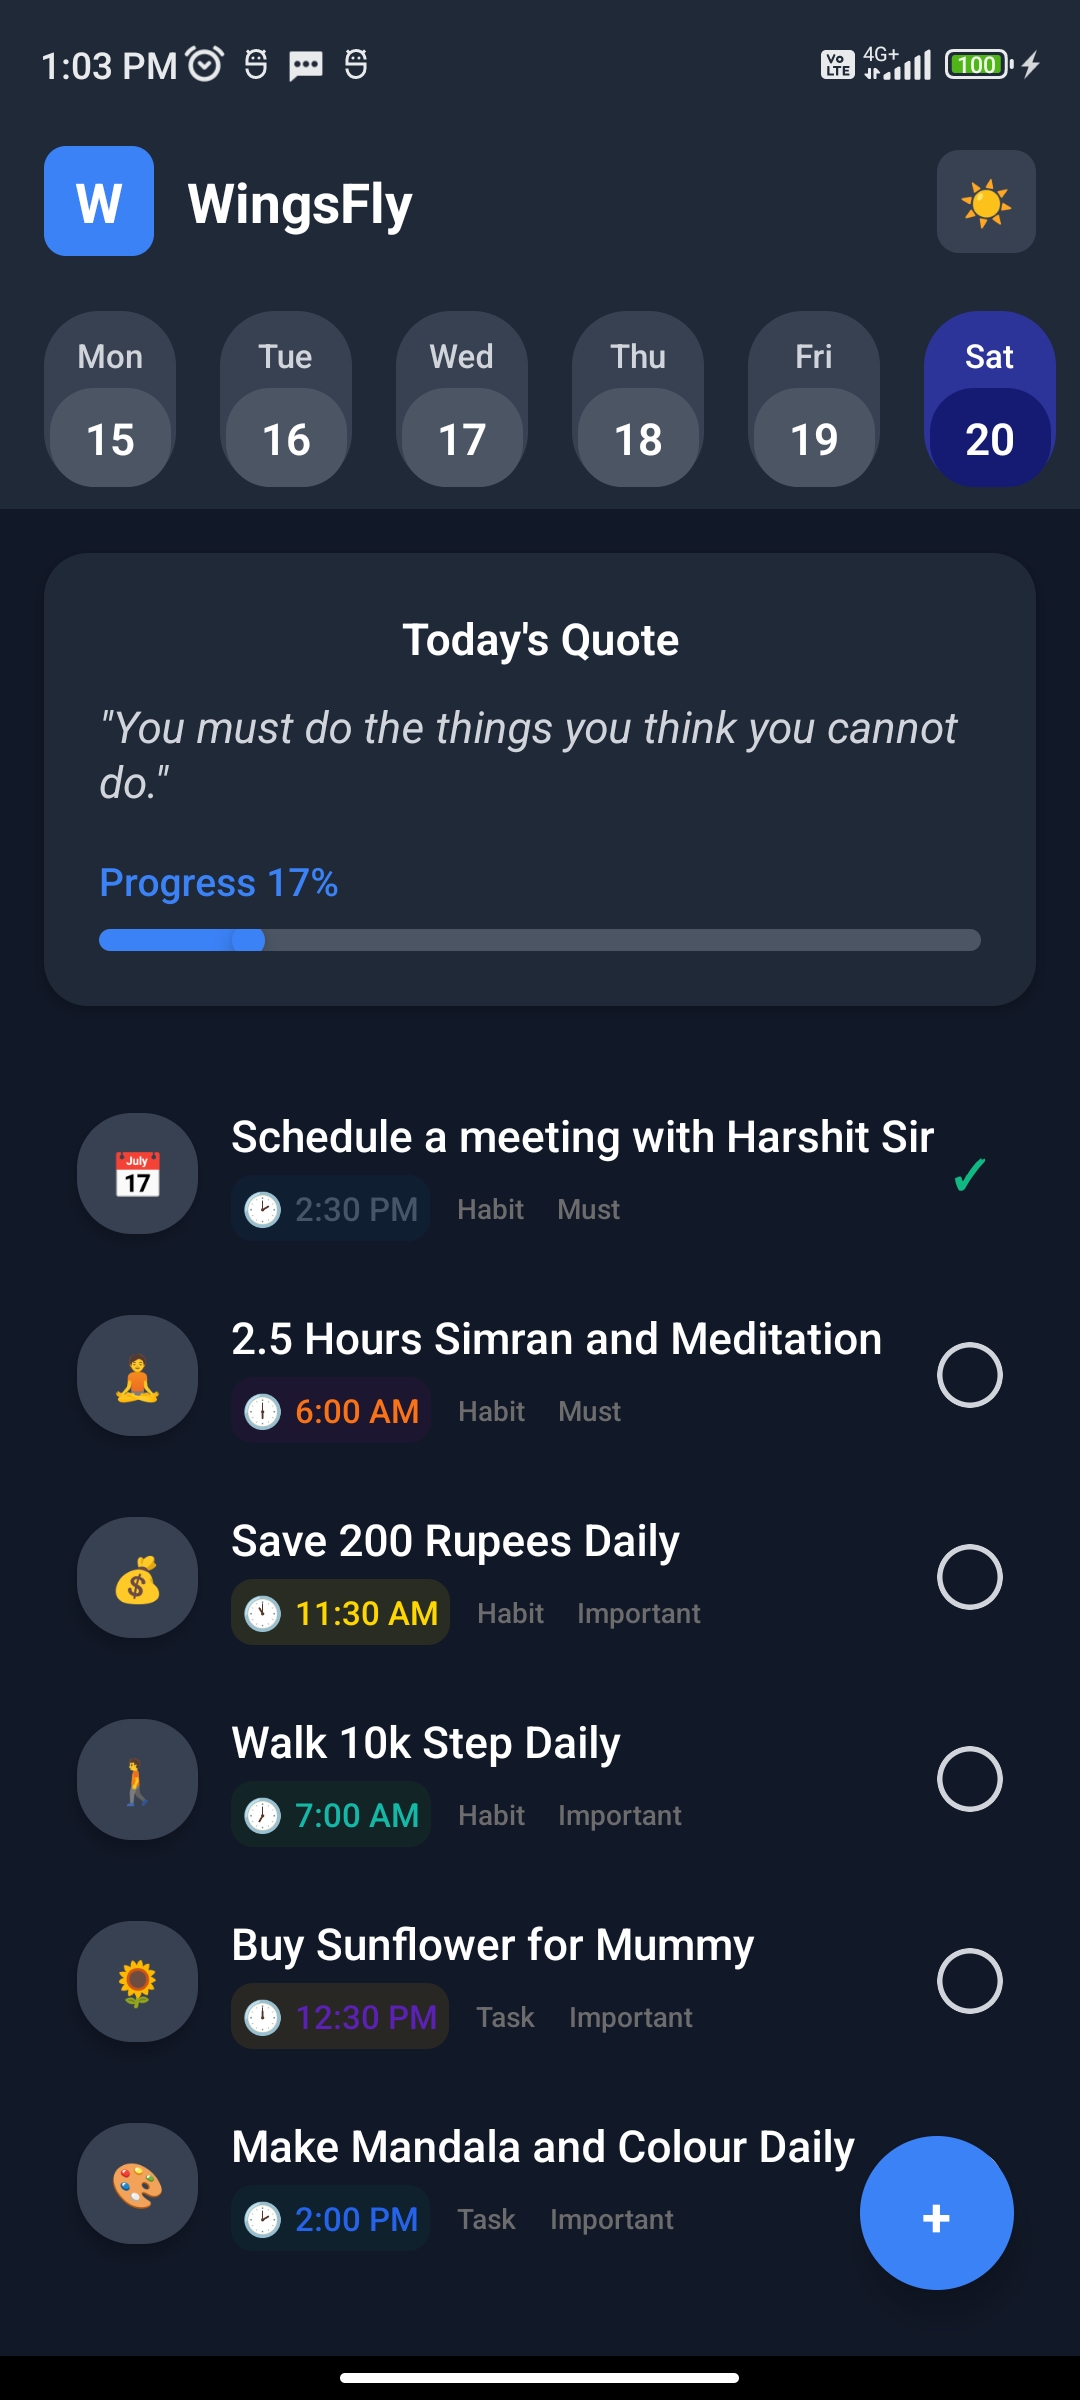 1:03 PM
Vo LTE 4G+ 100
W WingsFly
Mon Tue Wed Thu Fri Sat
15 16 17 18 19 20
Today's Quote
"You must do the things you think you cannot
do."
Progress 17%
Schedule a meeting with Harshit Sir
July
17
2:30 PM Habit Must
✓
2.5 Hours Simran and Meditation
6:00 AM Habit Must
Save 200 Rupees Daily
11:30 AM Habit Important
Walk 10k Step Daily
7:00 AM Habit Important
Buy Sunflower for Mummy
12:30 PM Task Important
Make Mandala and Colour Daily
2:00 PM Task Important
+